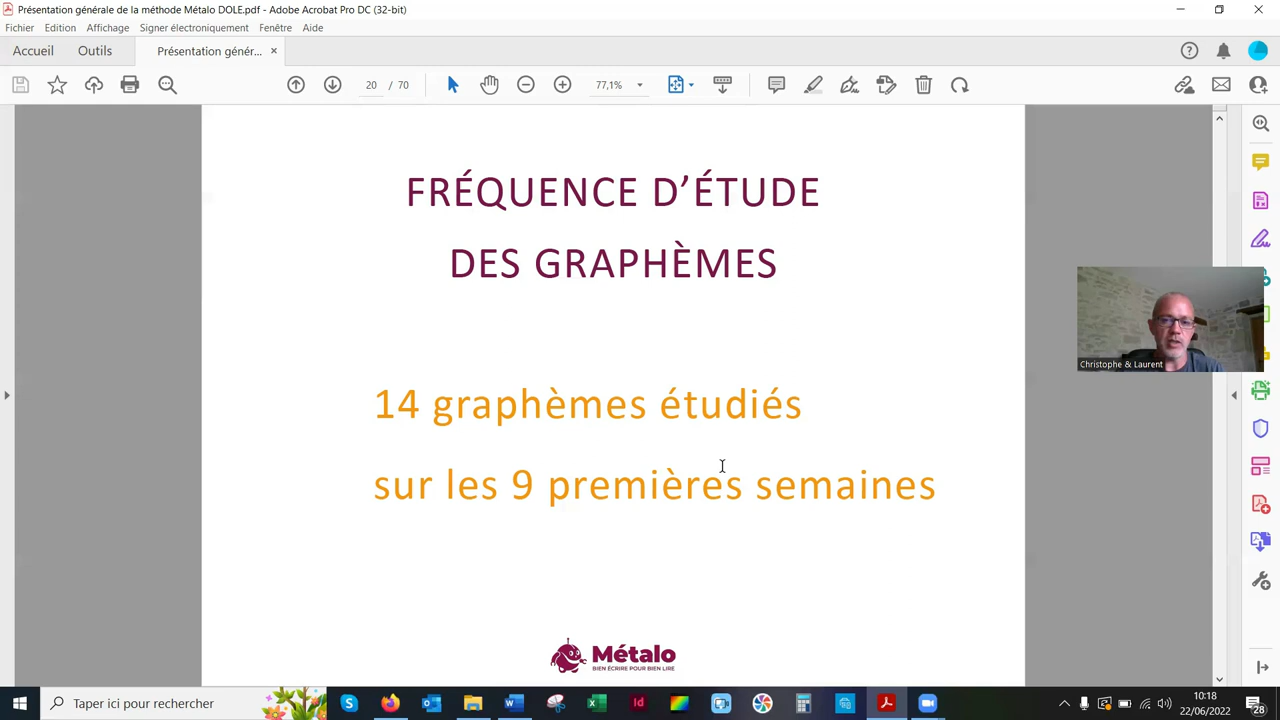 Présentation générale de la méthode Métalo DOLE.pdf - Adobe Acrobat Pro DC (32-bit)
Fichier Edition Affichage Signer électroniquement Fenêtre Aide
Accueil Outils Présentation génér... ×
20 / 70 77,1%
FRÉQUENCE D’ÉTUDE
DES GRAPHÈMES
14 graphèmes étudiés
sur les 9 premières semaines
Christophe & Laurent
Métalo
BIEN ÉCRIRE POUR BIEN LIRE
Taperici pour rechercher
10:18
22/06/2022
28